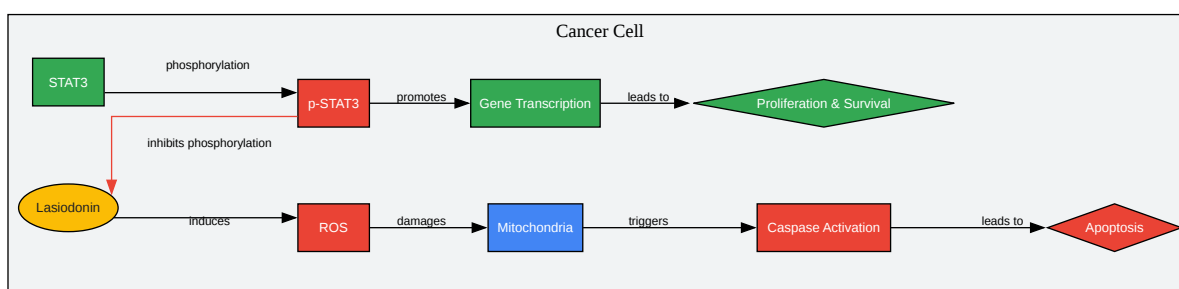 Cancer Cell
STAT3
phosphorylation
p-STAT3
promotes
Gene Transcription
leads to
Proliferation & Survival
inhibits phosphorylation
Lasiodonin
induces
ROS
damages
Mitochondria
triggers
Caspase Activation
leads to
Apoptosis